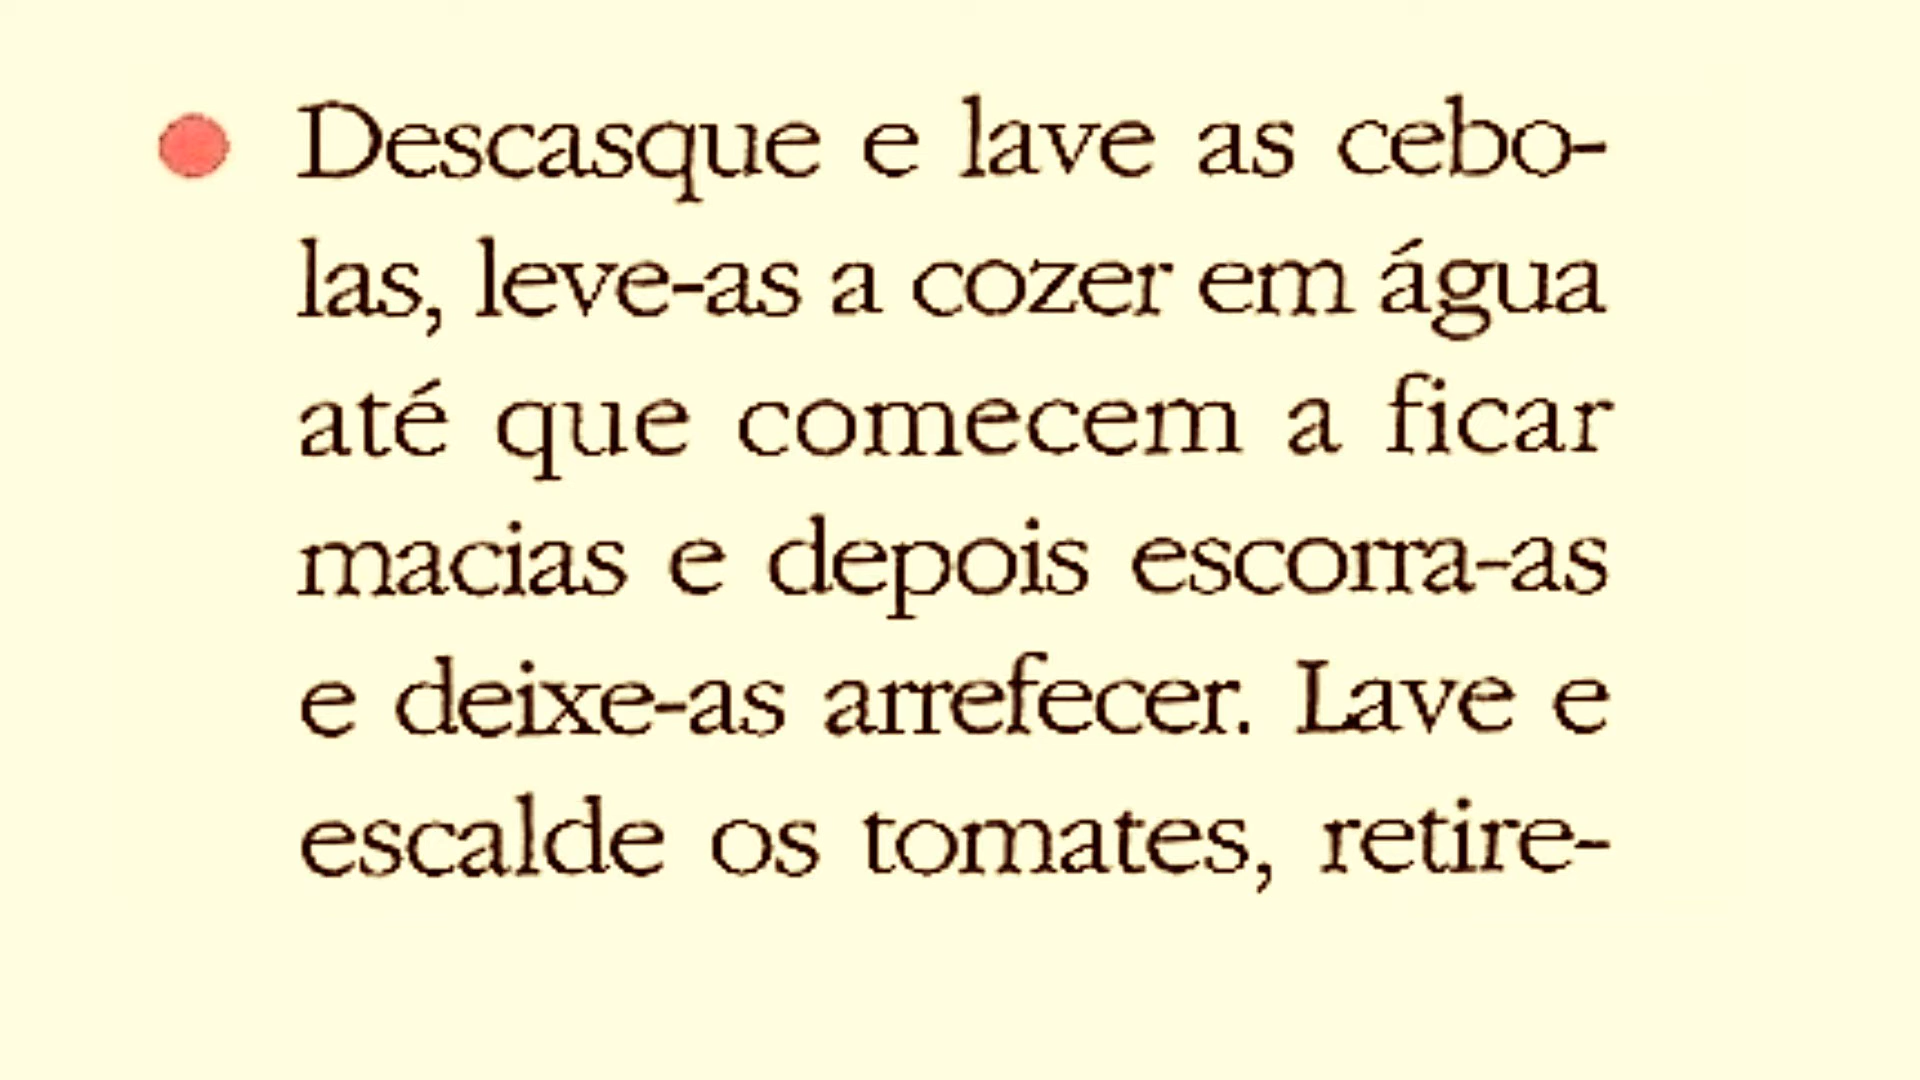 Descasque e lave as cebo-
las, leve-as a cozer em água
até que comecem a ficar
macias e depois escorra-as
e deixe-as arrefecer. Lave e
escalde os tomates, retire-